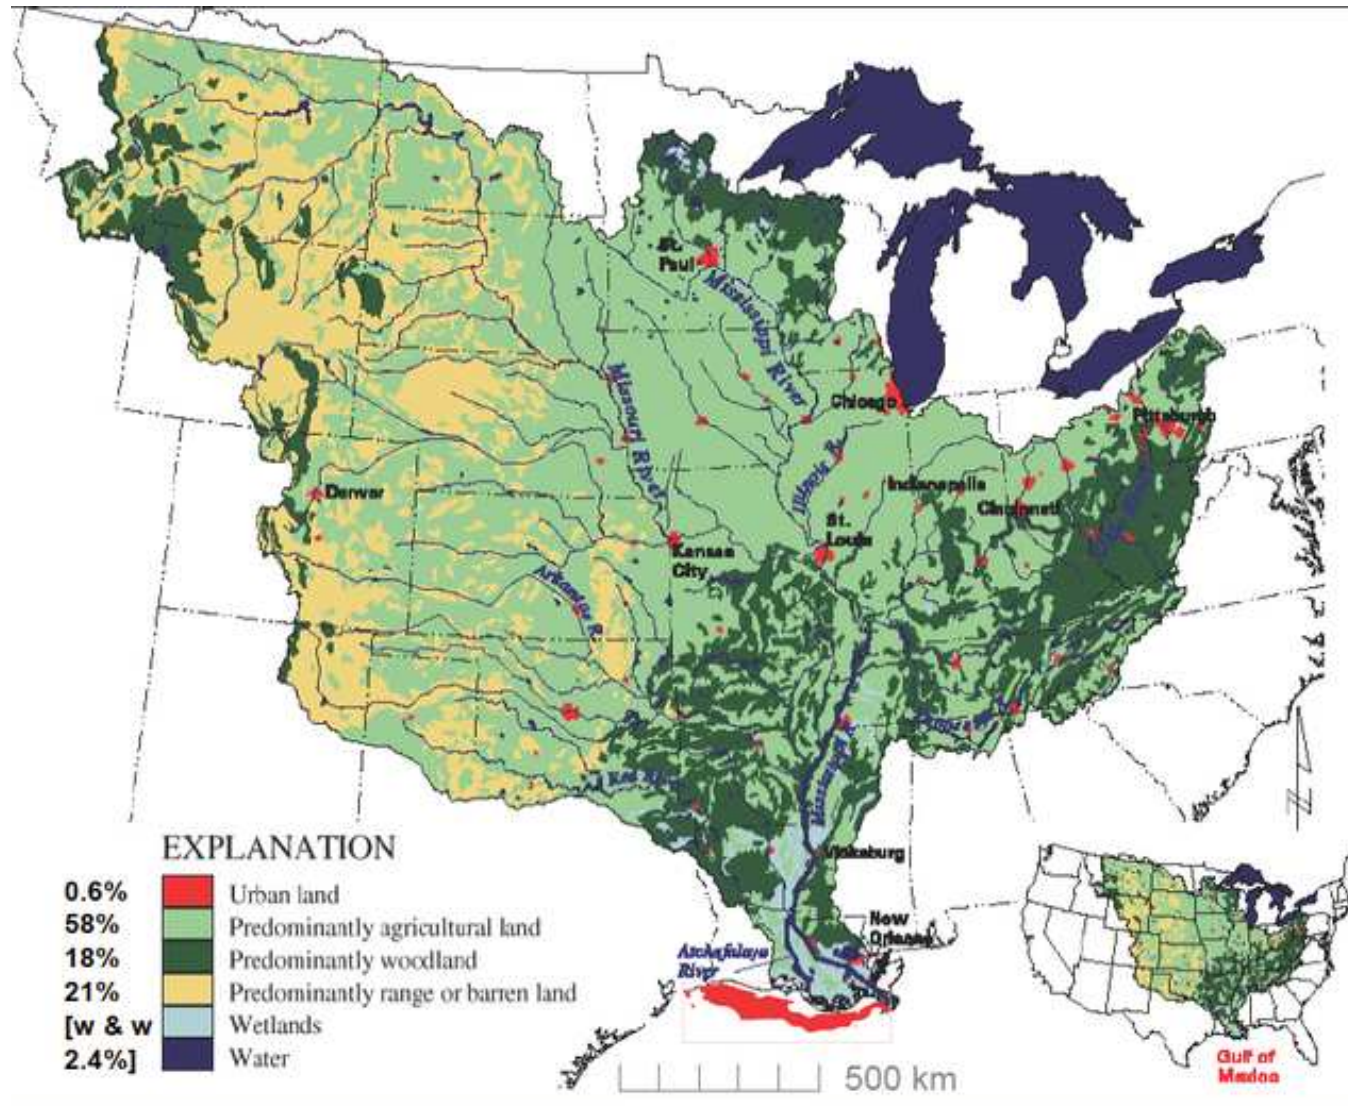 St.
Paul
Mississippi River
Missouri River
Chicago
Pittsburgh
Illinois R.
Indianapolis
Denver
Cincinnati
St.
Louis
Kansas
City
Arkansas R.
Red
Mississippi R.
Vicksburg
New
Orleans
Atchafalaya
River
EXPLANATION
0.6% Urban land
58% Predominantly agricultural land
18% Predominantly woodland
21% Predominantly range or barren land
[w & w Wetlands
2.4%] Water
500 km
N
Gulf of
Mexico